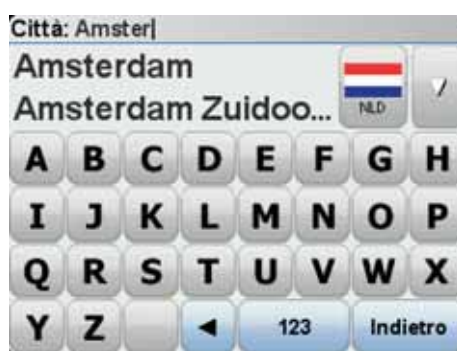 Città: Amster
Amsterdam
Amsterdam Zuidoo...
NLD
A B C D E F G H
I J K L M N O P
Q R S T U V W X
Y Z 123 Indietro